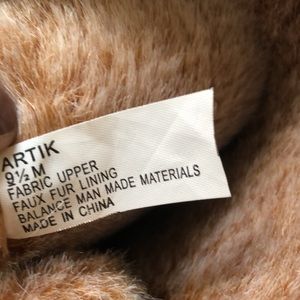 ARTIK
9½ M
FABRIC UPPER
FAUX FUR LINING
BALANCE MAN MADE MATERIALS
MADE IN CHINA